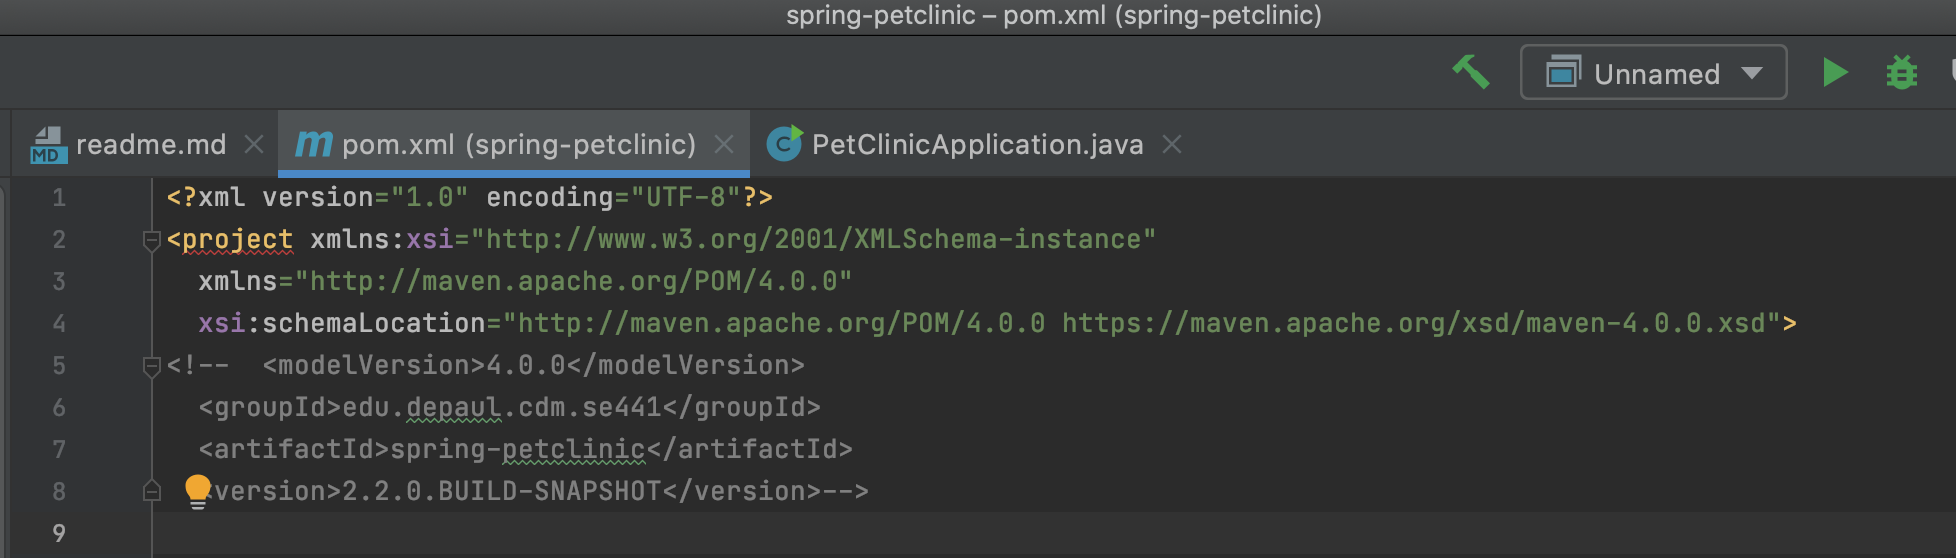 spring-petclinic – pom.xml (spring-petclinic)
Unnamed
MD readme.md m pom.xml (spring-petclinic) C PetClinicApplication.java
1 <?xml version="1.0" encoding="UTF-8"?>
2 <project xmlns:xsi="http://www.w3.org/2001/XMLSchema-instance"
3 xmlns="http://maven.apache.org/POM/4.0.0"
4 xsi:schemaLocation="http://maven.apache.org/POM/4.0.0 https://maven.apache.org/xsd/maven-4.0.0.xsd">
5 <!--  <modelVersion>4.0.0</modelVersion>
6 <groupId>edu.depaul.cdm.se441</groupId>
7 <artifactId>spring-petclinic</artifactId>
8 <version>2.2.0.BUILD-SNAPSHOT</version>-->
9